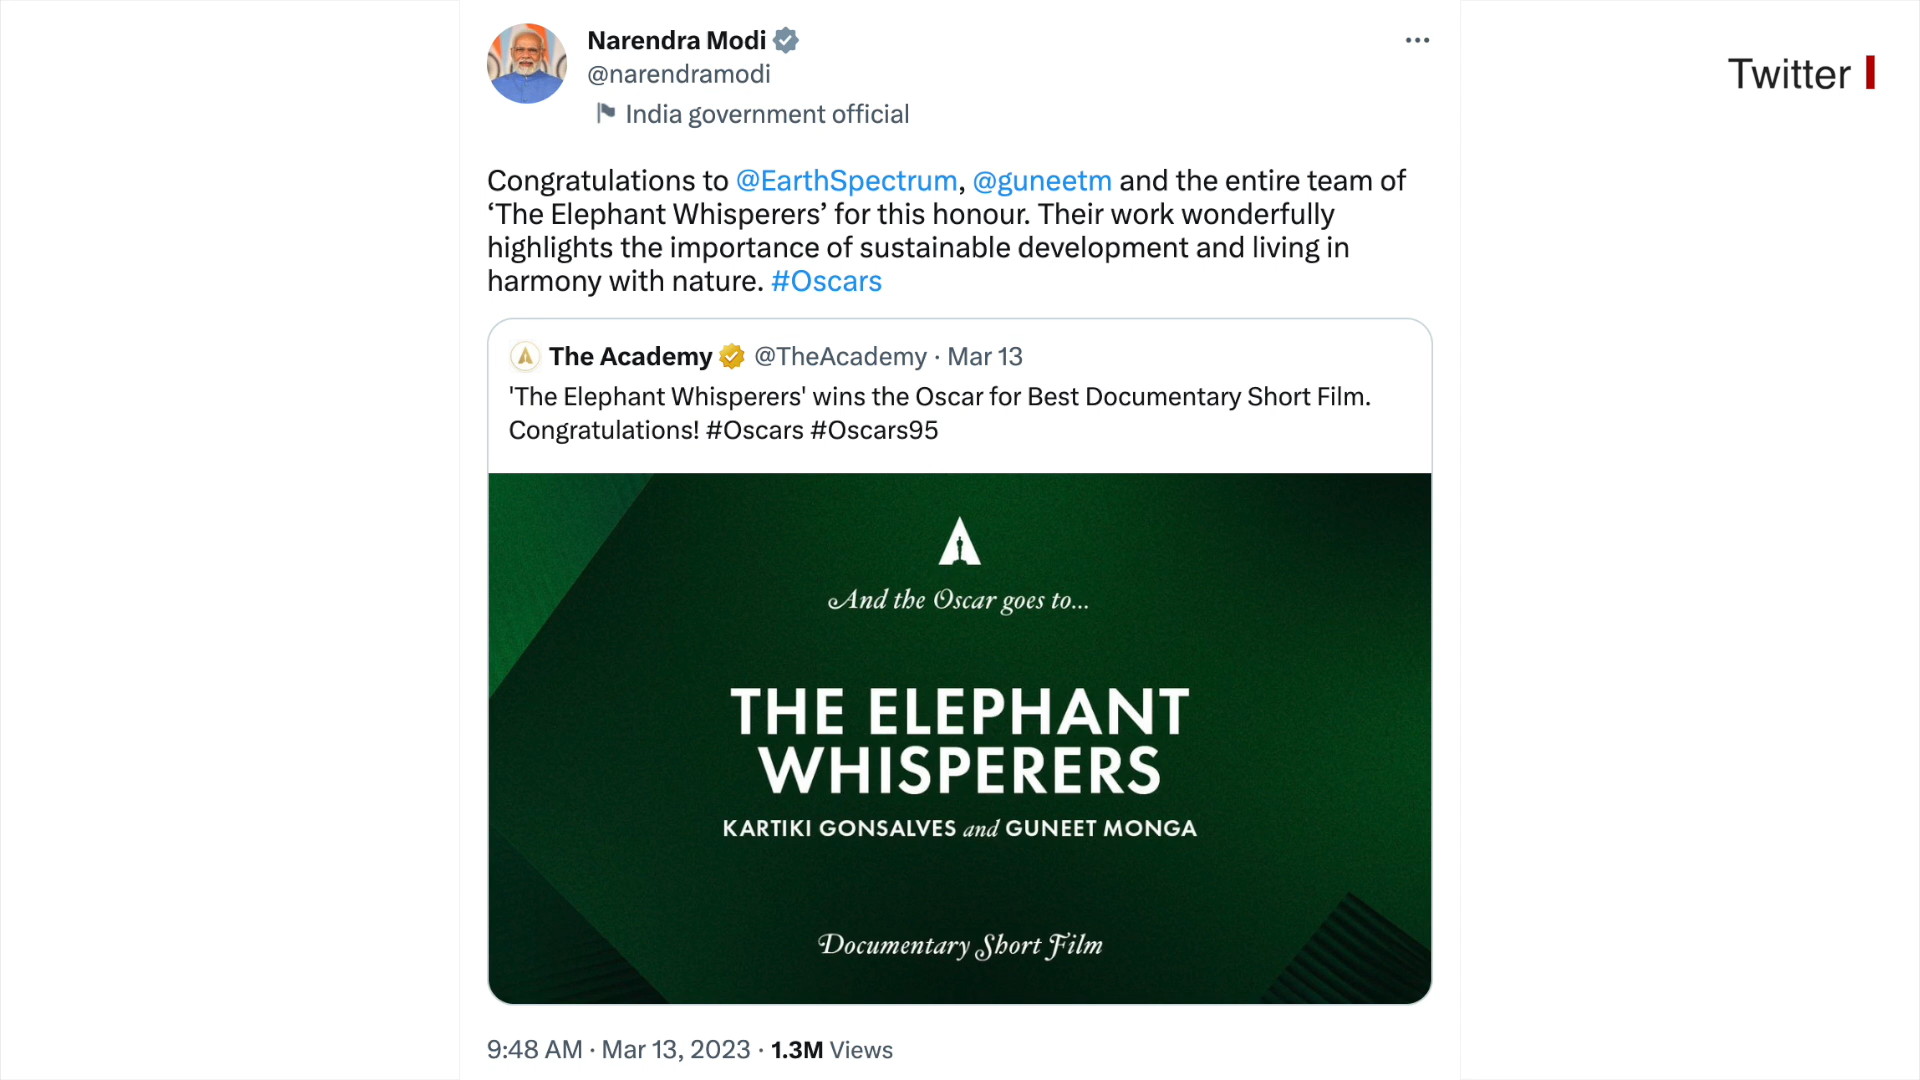 Narendra Modi
@narendramodi
India government official
Twitter
Congratulations to @EarthSpectrum, @guneetm and the entire team of
‘The Elephant Whisperers’ for this honour. Their work wonderfully
highlights the importance of sustainable development and living in
harmony with nature. #Oscars
The Academy @TheAcademy · Mar 13
'The Elephant Whisperers' wins the Oscar for Best Documentary Short Film.
Congratulations! #Oscars #Oscars95
And the Oscar goes to...
THE ELEPHANT
WHISPERERS
KARTIKI GONSALVES and GUNEET MONGA
Documentary Short Film
9:48 AM · Mar 13, 2023 · 1.3M Views